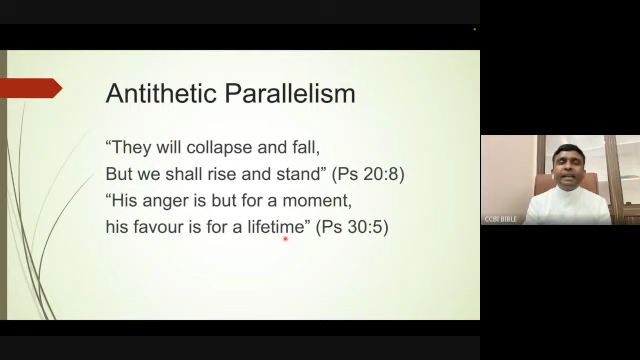 Antithetic Parallelism
“They will collapse and fall,
But we shall rise and stand” (Ps 20:8)
“His anger is but for a moment,
his favour is for a lifetime” (Ps 30:5)
CCBI BIBLE